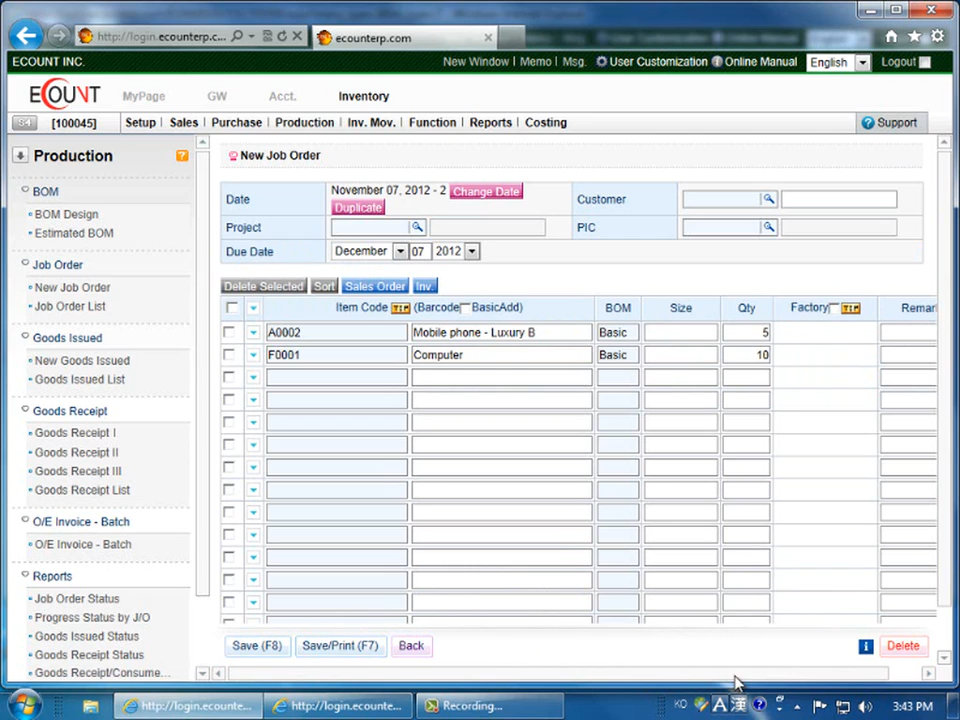 http://login.ecounterp.c...
ecounterp.com
ECOUNT INC.
New Window | Memo | Msg. User Customization Online Manual English Logout
ECOUNT MyPage GW Acct. Inventory
[100045] Setup | Sales | Purchase | Production | Inv. Mov. | Function | Reports | Costing Support
Production
BOM
BOM Design
Estimated BOM
Job Order
New Job Order
Job Order List
Goods Issued
New Goods Issued
Goods Issued List
Goods Receipt
Goods Receipt I
Goods Receipt II
Goods Receipt III
Goods Receipt List
O/E Invoice - Batch
O/E Invoice - Batch
Reports
Job Order Status
Progress Status by J/O
Goods Issued Status
Goods Receipt Status
Goods Receipt/Consume...
New Job Order
Date November 07, 2012 - 2 Change Date Customer
Duplicate
Project PIC
Due Date December 07 2012
Delete Selected Sort Sales Order Inv.
Item Code TIP (Barcode BasicAdd) BOM Size Qty Factory TIP Remar
A0002 Mobile phone - Luxury B Basic 5
F0001 Computer Basic 10
Save (F8) Save/Print (F7) Back i Delete
http://login.ecounte... http://login.ecounte... Recording... KO A 漢 ? 3:43 PM